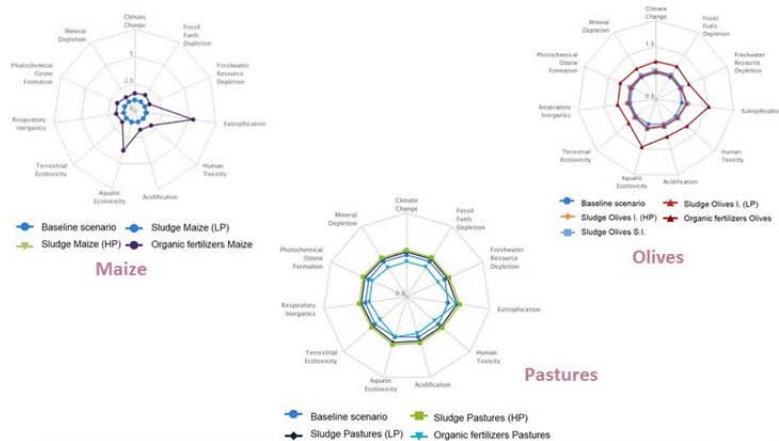 Climate
Change
Mineral
Depletion
Fossil
Fuels
Depletion
Photochemical
Ozone
Formation
Freshwater
Resource
Depletion
5
2.5
Respiratory
Inorganics
Eutrophication
Terrestrial
Ecotoxicity
Human
Toxicity
Aquatic
Ecotoxicity
Acidification
Baseline scenario
Sludge Maize (LP)
Sludge Maize (HP)
Organic fertilizers Maize
Maize
Climate
Change
Mineral
Depletion
Fossil
Fuels
Depletion
Photochemical
Ozone
Formation
Freshwater
Resource
Depletion
1.5
0.5
Respiratory
Inorganics
Eutrophication
Terrestrial
Ecotoxicity
Human
Toxicity
Aquatic
Ecotoxicity
Acidification
Baseline scenario
Sludge Olives I. (LP)
Sludge Olives I. (HP)
Organic fertilizers Olives
Sludge Olives S.I.
Olives
Climate
Change
Mineral
Depletion
Fossil
Fuels
Depletion
Photochemical
Ozone
Formation
Freshwater
Resource
Depletion
Respiratory
Inorganics
Eutrophication
Terrestrial
Ecotoxicity
Human
Toxicity
Aquatic
Ecotoxicity
Acidification
Pastures
Baseline scenario
Sludge Pastures (HP)
Sludge Pastures (LP)
Organic fertilizers Pastures